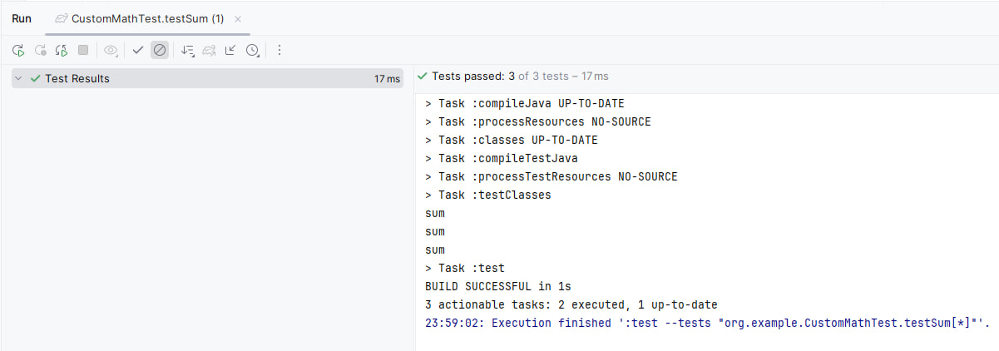 Run CustomMathTest.testSum (1)
Test Results 17 ms
Tests passed: 3 of 3 tests – 17 ms
> Task :compileJava UP-TO-DATE
> Task :processResources NO-SOURCE
> Task :classes UP-TO-DATE
> Task :compileTestJava
> Task :processTestResources NO-SOURCE
> Task :testClasses
sum
sum
sum
> Task :test
BUILD SUCCESSFUL in 1s
3 actionable tasks: 2 executed, 1 up-to-date
23:59:02: Execution finished ':test --tests "org.example.CustomMathTest.testSum[*]"'.